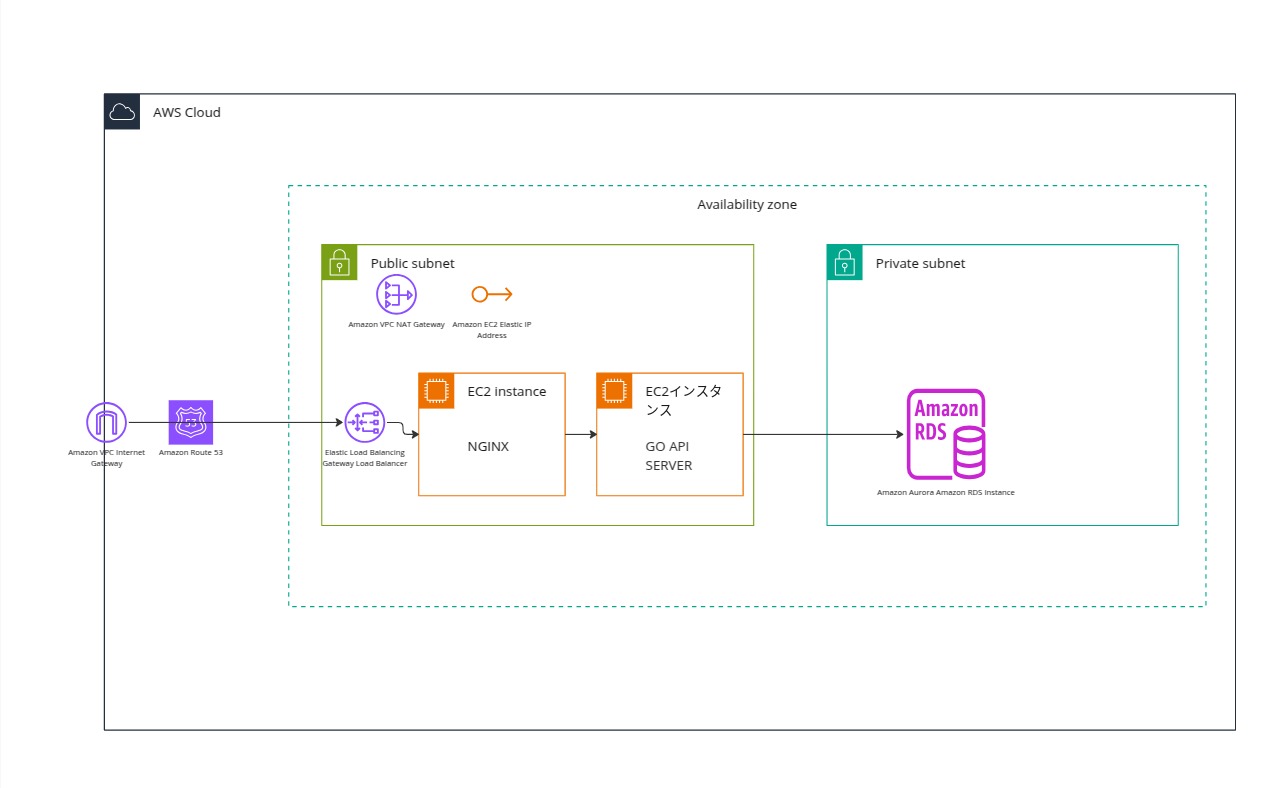 AWS Cloud
Availability zone
Public subnet
Private subnet
Amazon VPC NAT Gateway
Amazon EC2 Elastic IP
Address
EC2 instance
NGINX
EC2インスタ
ンス
GO API
SERVER
Amazon
RDS
Amazon Aurora Amazon RDS Instance
Amazon VPC Internet
Gateway
53
Amazon Route 53
Elastic Load Balancing
Gateway Load Balancer